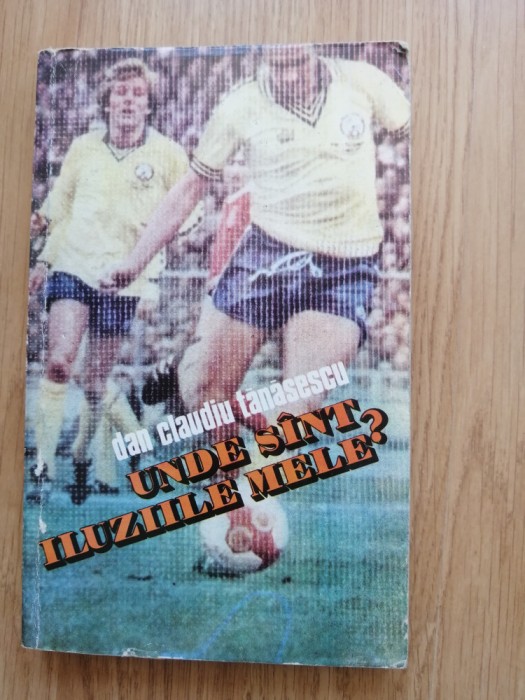 dan claudiu tănăsescu
UNDE SÎNT
ILUZIILE MELE?